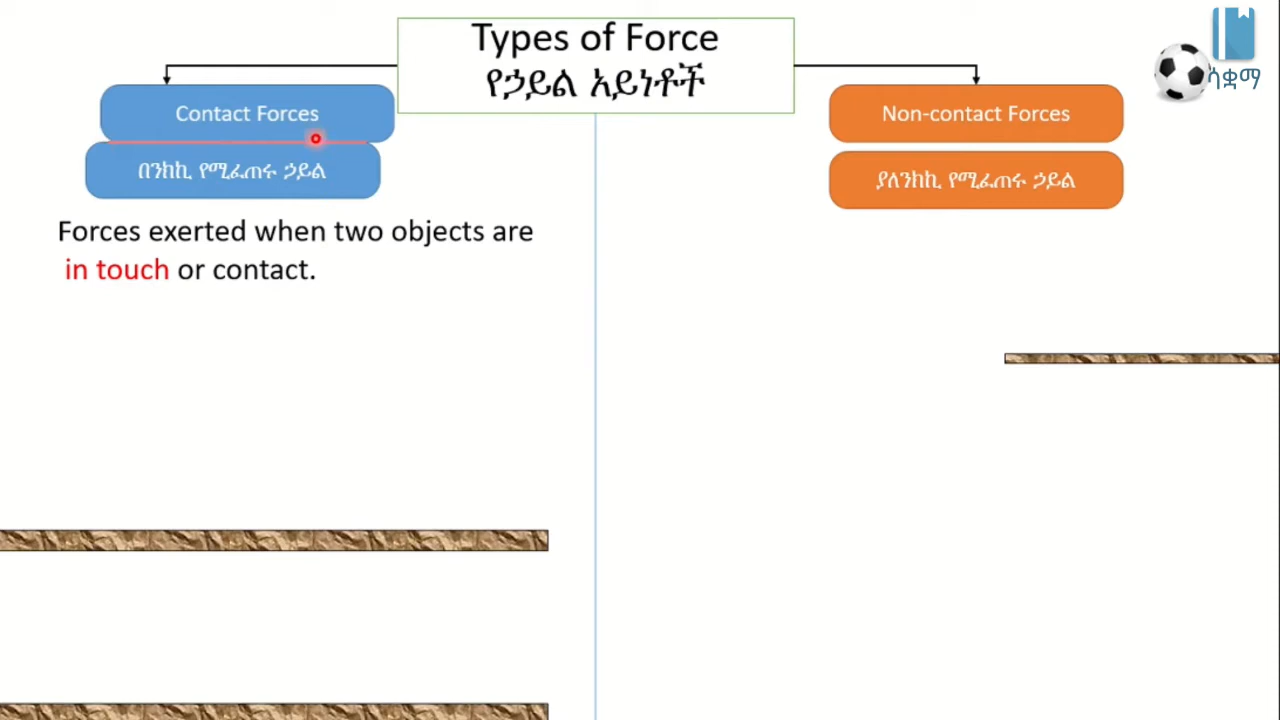 Types of Force
የኃይል አይነቶች
Contact Forces
በንክኪ የሚፈጠሩ ኃይል
Forces exerted when two objects are
in touch or contact.
Non-contact Forces
ያለንክኪ የሚፈጠሩ ኃይል
ሳቋማ